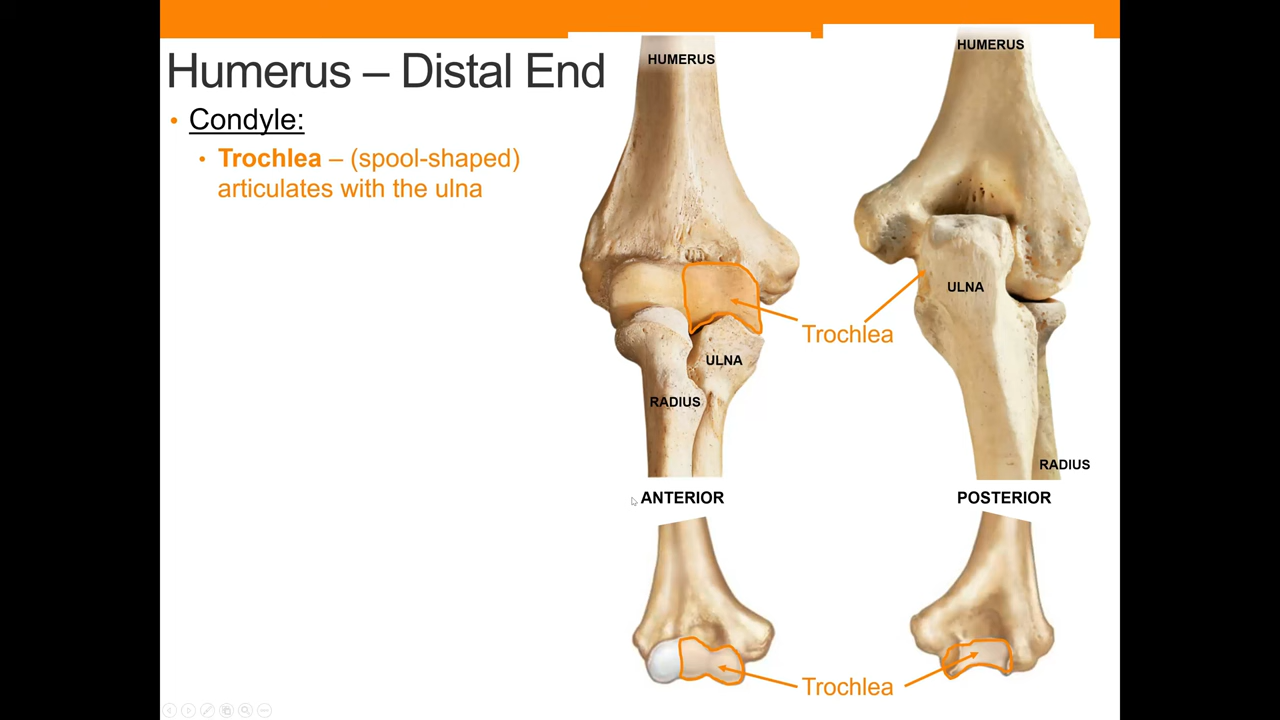 Humerus – Distal End
• Condyle:
• Trochlea – (spool-shaped)
articulates with the ulna
HUMERUS
ULNA
RADIUS
ANTERIOR
HUMERUS
ULNA
RADIUS
POSTERIOR
Trochlea
Trochlea